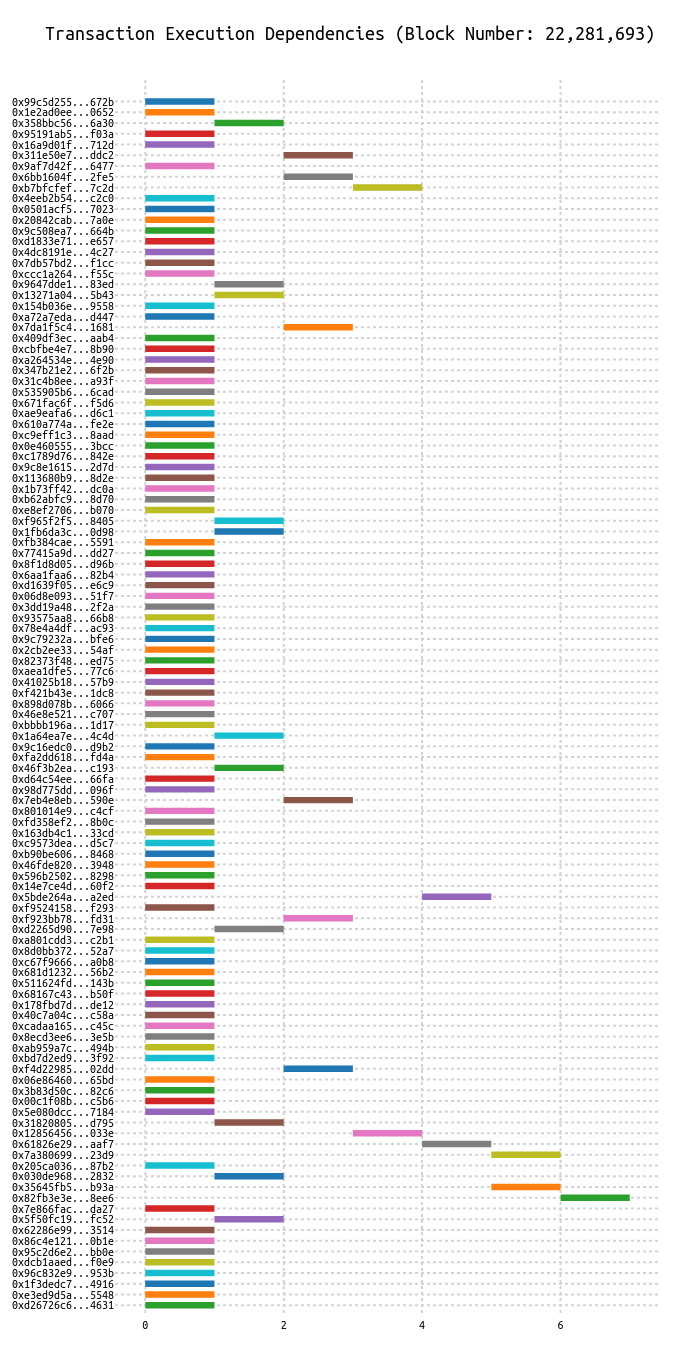 Transaction Execution Dependencies (Block Number: 22,281,693)
0x99c5d255...672b
0x1e2ad0ee...0652
0x358bbc56...6a30
0x95191ab5...f03a
0x16a9d01f...712d
0x311e50e7...ddc2
0x9af7d42f...6477
0x6bb1604f...2fe5
0xb7bfcfef...7c2d
0x4eeb2b54...c2c0
0x0501acf5...7023
0x20842cab...7a0e
0x9c508ea7...664b
0xd1833e71...e657
0x4dc8191e...4c27
0x7db57bd2...f1cc
0xccc1a264...f55c
0x9647dde1...83ed
0x13271a04...5b43
0x154b036e...9558
0xa72a7eda...d447
0x7da1f5c4...1681
0x409df3ec...aab4
0xcbfbe4e7...8b90
0xa264534e...4e90
0x347b21e2...6f2b
0x31c4b8ee...a93f
0x535905b6...6cad
0x671fac6f...f5d6
0xae9eafa6...d6c1
0x610a774a...fe2e
0xc9eff1c3...8aad
0x0e460555...3bcc
0xc1789d76...842e
0x9c8e1615...2d7d
0x113680b9...8d2e
0x1b73ff42...dc0a
0xb62abfc9...8d70
0xe8ef2706...b070
0xf965f2f5...8405
0x1fb6da3c...0d98
0xfb384cae...5591
0x77415a9d...dd27
0x8f1d8d05...d96b
0x6aa1faa6...82b4
0xd1639f05...e6c9
0x06d8e093...51f7
0x3dd19a48...2f2a
0x93575aa8...66b8
0x78e4a4df...ac93
0x9c79232a...bfe6
0x2cb2ee33...54af
0x82373f48...ed75
0xaea1dfe5...77c6
0x41025b18...57b9
0xf421b43e...1dc8
0x898d078b...6066
0x46e8e521...c707
0xbbbb196a...1d17
0x1a64ea7e...4c4d
0x9c16edc0...d9b2
0xfa2dd618...fd4a
0x46f3b2ea...c193
0xd64c54ee...66fa
0x98d775dd...096f
0x7eb4e8eb...590e
0x801014e9...c4cf
0xfd358ef2...8b0c
0x163db4c1...33cd
0xc9573dea...d5c7
0xb90be606...8468
0x46fde820...3948
0x596b2502...8298
0x14e7ce4d...60f2
0x5bde264a...a2ed
0xf9524158...f293
0xf923bb78...fd31
0xd2265d90...7e98
0xa801cdd3...c2b1
0x8d0bb372...52a7
0xc67f9666...a0b8
0x681d1232...56b2
0x511624fd...143b
0x68167c43...b50f
0x178fbd7d...de12
0x40c7a04c...c58a
0xcadaa165...c45c
0x8ecd3ee6...3e5b
0xab959a7c...494b
0xbd7d2ed9...3f92
0xf4d22985...02dd
0x06e86460...65bd
0x3b83d50c...82c6
0x00c1f08b...c5b6
0x5e080dcc...7184
0x31820805...d795
0x12856456...033e
0x61826e29...aaf7
0x7a380699...23d9
0x205ca036...87b2
0x030de968...2832
0x35645fb5...b93a
0x82fb3e3e...8ee6
0x7e866fac...da27
0x5f50fc19...fc52
0x62286e99...3514
0x86c4e121...0b1e
0x95c2d6e2...bb0e
0xdcb1aaed...f0e9
0x96c832e9...953b
0x1f3dedc7...4916
0xe3ed9d5a...5548
0xd26726c6...4631
0 2 4 6